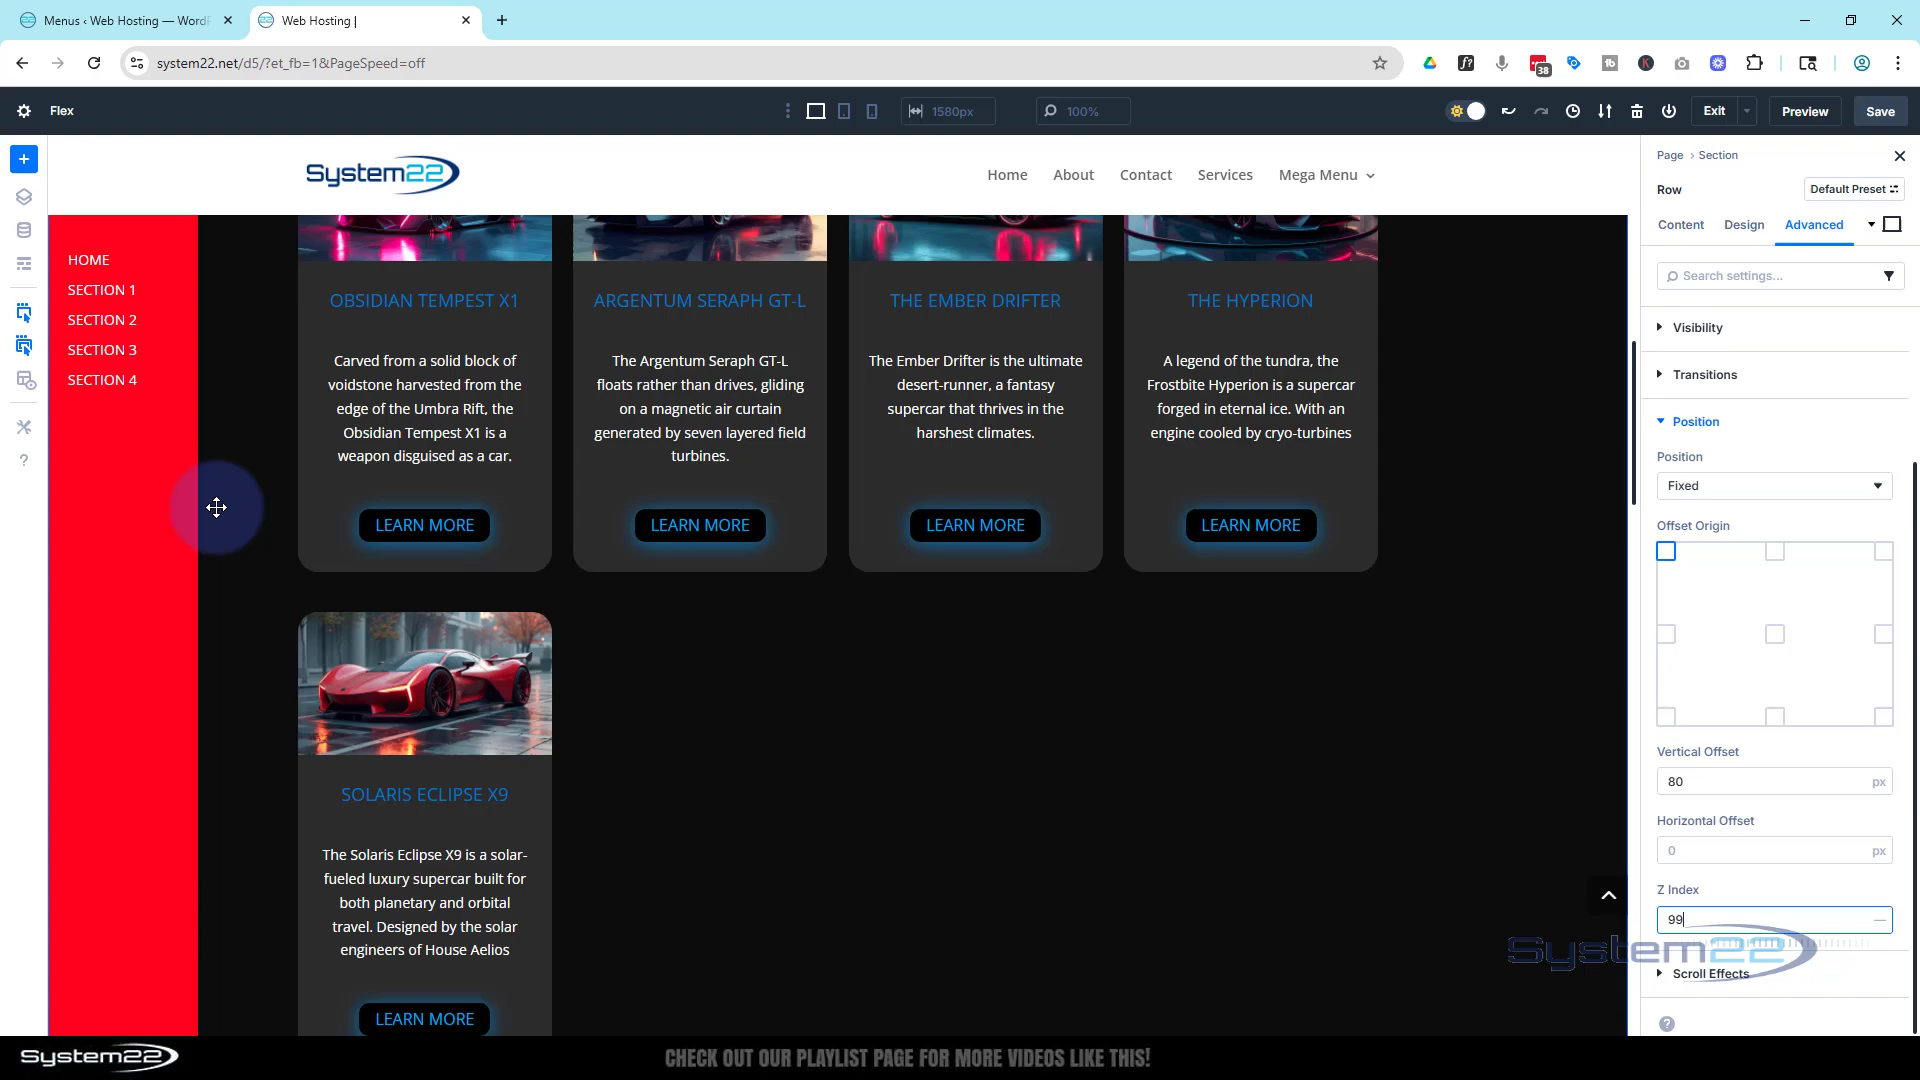 Menus ‹ Web Hosting — WordP
Web Hosting |
system22.net/d5/?et_fb=1&PageSpeed=off
38
Flex
1580px
100%
Exit
Preview
Save
System22
Home
About
Contact
Services
Mega Menu
Page › Section
Row
Default Preset
Content
Design
Advanced
Search settings...
Visibility
Transitions
Position
Position
Fixed
Offset Origin
Vertical Offset
80
px
Horizontal Offset
0
px
Z Index
99
Scroll Effects
HOME
SECTION 1
SECTION 2
SECTION 3
SECTION 4
OBSIDIAN TEMPEST X1
Carved from a solid block of
voidstone harvested from the
edge of the Umbra Rift, the
Obsidian Tempest X1 is a
weapon disguised as a car.
LEARN MORE
ARGENTUM SERAPH GT-L
The Argentum Seraph GT-L
floats rather than drives, gliding
on a magnetic air curtain
generated by seven layered field
turbines.
LEARN MORE
THE EMBER DRIFTER
The Ember Drifter is the ultimate
desert-runner, a fantasy
supercar that thrives in the
harshest climates.
LEARN MORE
THE HYPERION
A legend of the tundra, the
Frostbite Hyperion is a supercar
forged in eternal ice. With an
engine cooled by cryo-turbines
LEARN MORE
SOLARIS ECLIPSE X9
The Solaris Eclipse X9 is a solar-
fueled luxury supercar built for
both planetary and orbital
travel. Designed by the solar
engineers of House Aelios
LEARN MORE
System22
System22
CHECK OUT OUR PLAYLIST PAGE FOR MORE VIDEOS LIKE THIS!